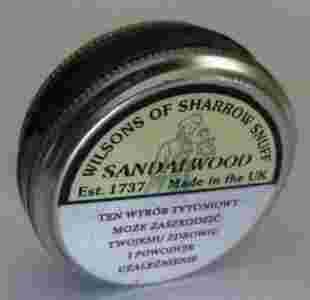 WILSONS OF SHARROW SNUFF
SANDALWOOD
Est. 1737 Made in the UK
TEN WYRÓB TYTONIOWY
MOŻE ZASZKODZIĆ
TWOJEMU ZDROWIU
I POWODUJE
UZALEŻNIENIE